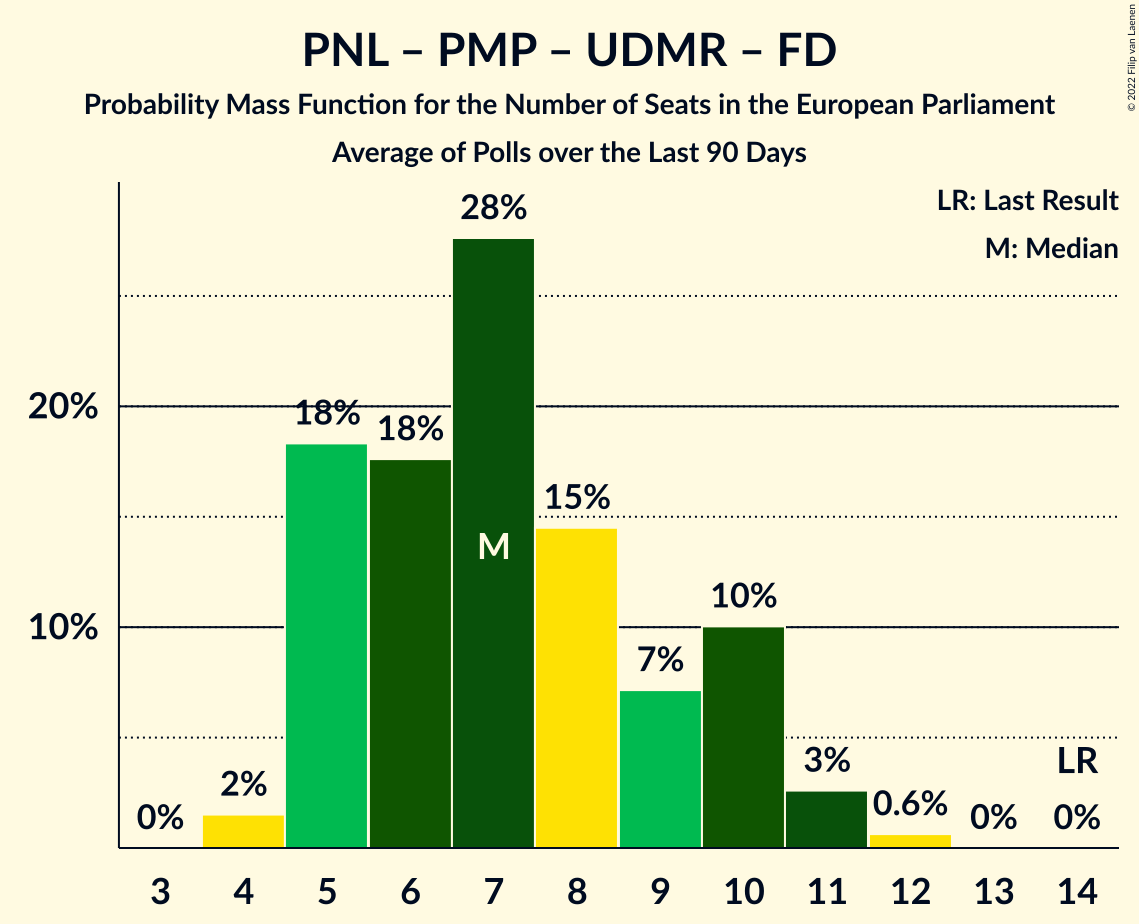 PNL – PMP – UDMR – FD
Probability Mass Function for the Number of Seats in the European Parliament
Average of Polls over the Last 90 Days
© 2022 Filip van Laenen
LR: Last Result
M: Median
28%
20%
18%
18%
15%
M
10%
10%
7%
2%
3%
0.6%
LR
0%
0%
0%
3 4 5 6 7 8 9 10 11 12 13 14